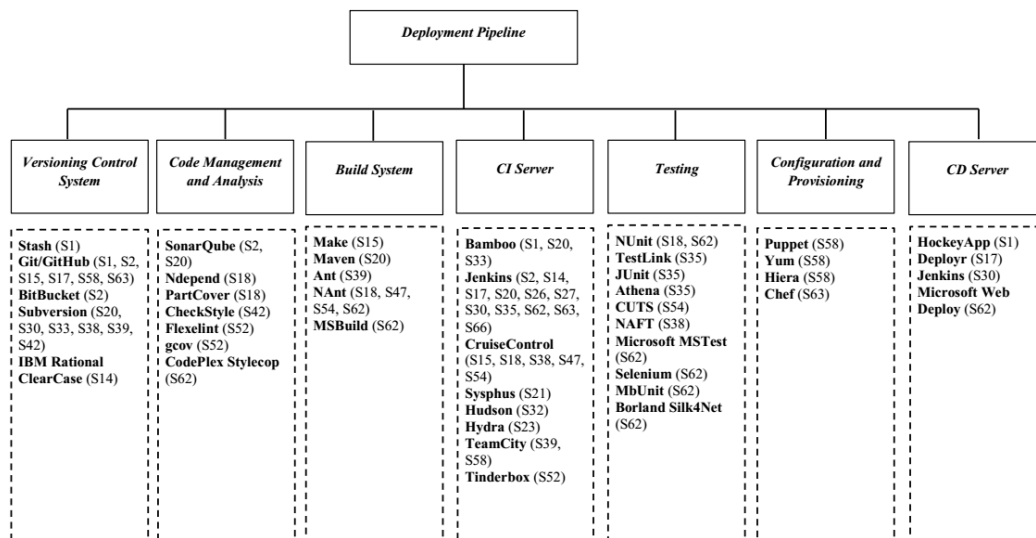 Deployment Pipeline
Versioning Control
System
Code Management
and Analysis
Build System
CI Server
Testing
Configuration and
Provisioning
CD Server
Stash (S1)
Git/GitHub (S1, S2,
S15, S17, S58, S63)
BitBucket (S2)
Subversion (S20,
S30, S33, S38, S39,
S42)
IBM Rational
ClearCase (S14)
SonarQube (S2,
S20)
Ndepend (S18)
PartCover (S18)
CheckStyle (S42)
Flexelint (S52)
gcov (S52)
CodePlex Stylecop
(S62)
Make (S15)
Maven (S20)
Ant (S39)
NAnt (S18, S47,
S54, S62)
MSBuild (S62)
Bamboo (S1, S20,
S33)
Jenkins (S2, S14,
S17, S20, S26, S27,
S30, S35, S62, S63,
S66)
CruiseControl
(S15, S18, S38, S47,
S54)
Sysphus (S21)
Hudson (S32)
Hydra (S23)
TeamCity (S39,
S58)
Tinderbox (S52)
NUnit (S18, S62)
TestLink (S35)
JUnit (S35)
Athena (S35)
CUTS (S54)
NAFT (S38)
Microsoft MSTest
(S62)
Selenium (S62)
MbUnit (S62)
Borland Silk4Net
(S62)
Puppet (S58)
Yum (S58)
Hiera (S58)
Chef (S63)
HockeyApp (S1)
Deployr (S17)
Jenkins (S30)
Microsoft Web
Deploy (S62)